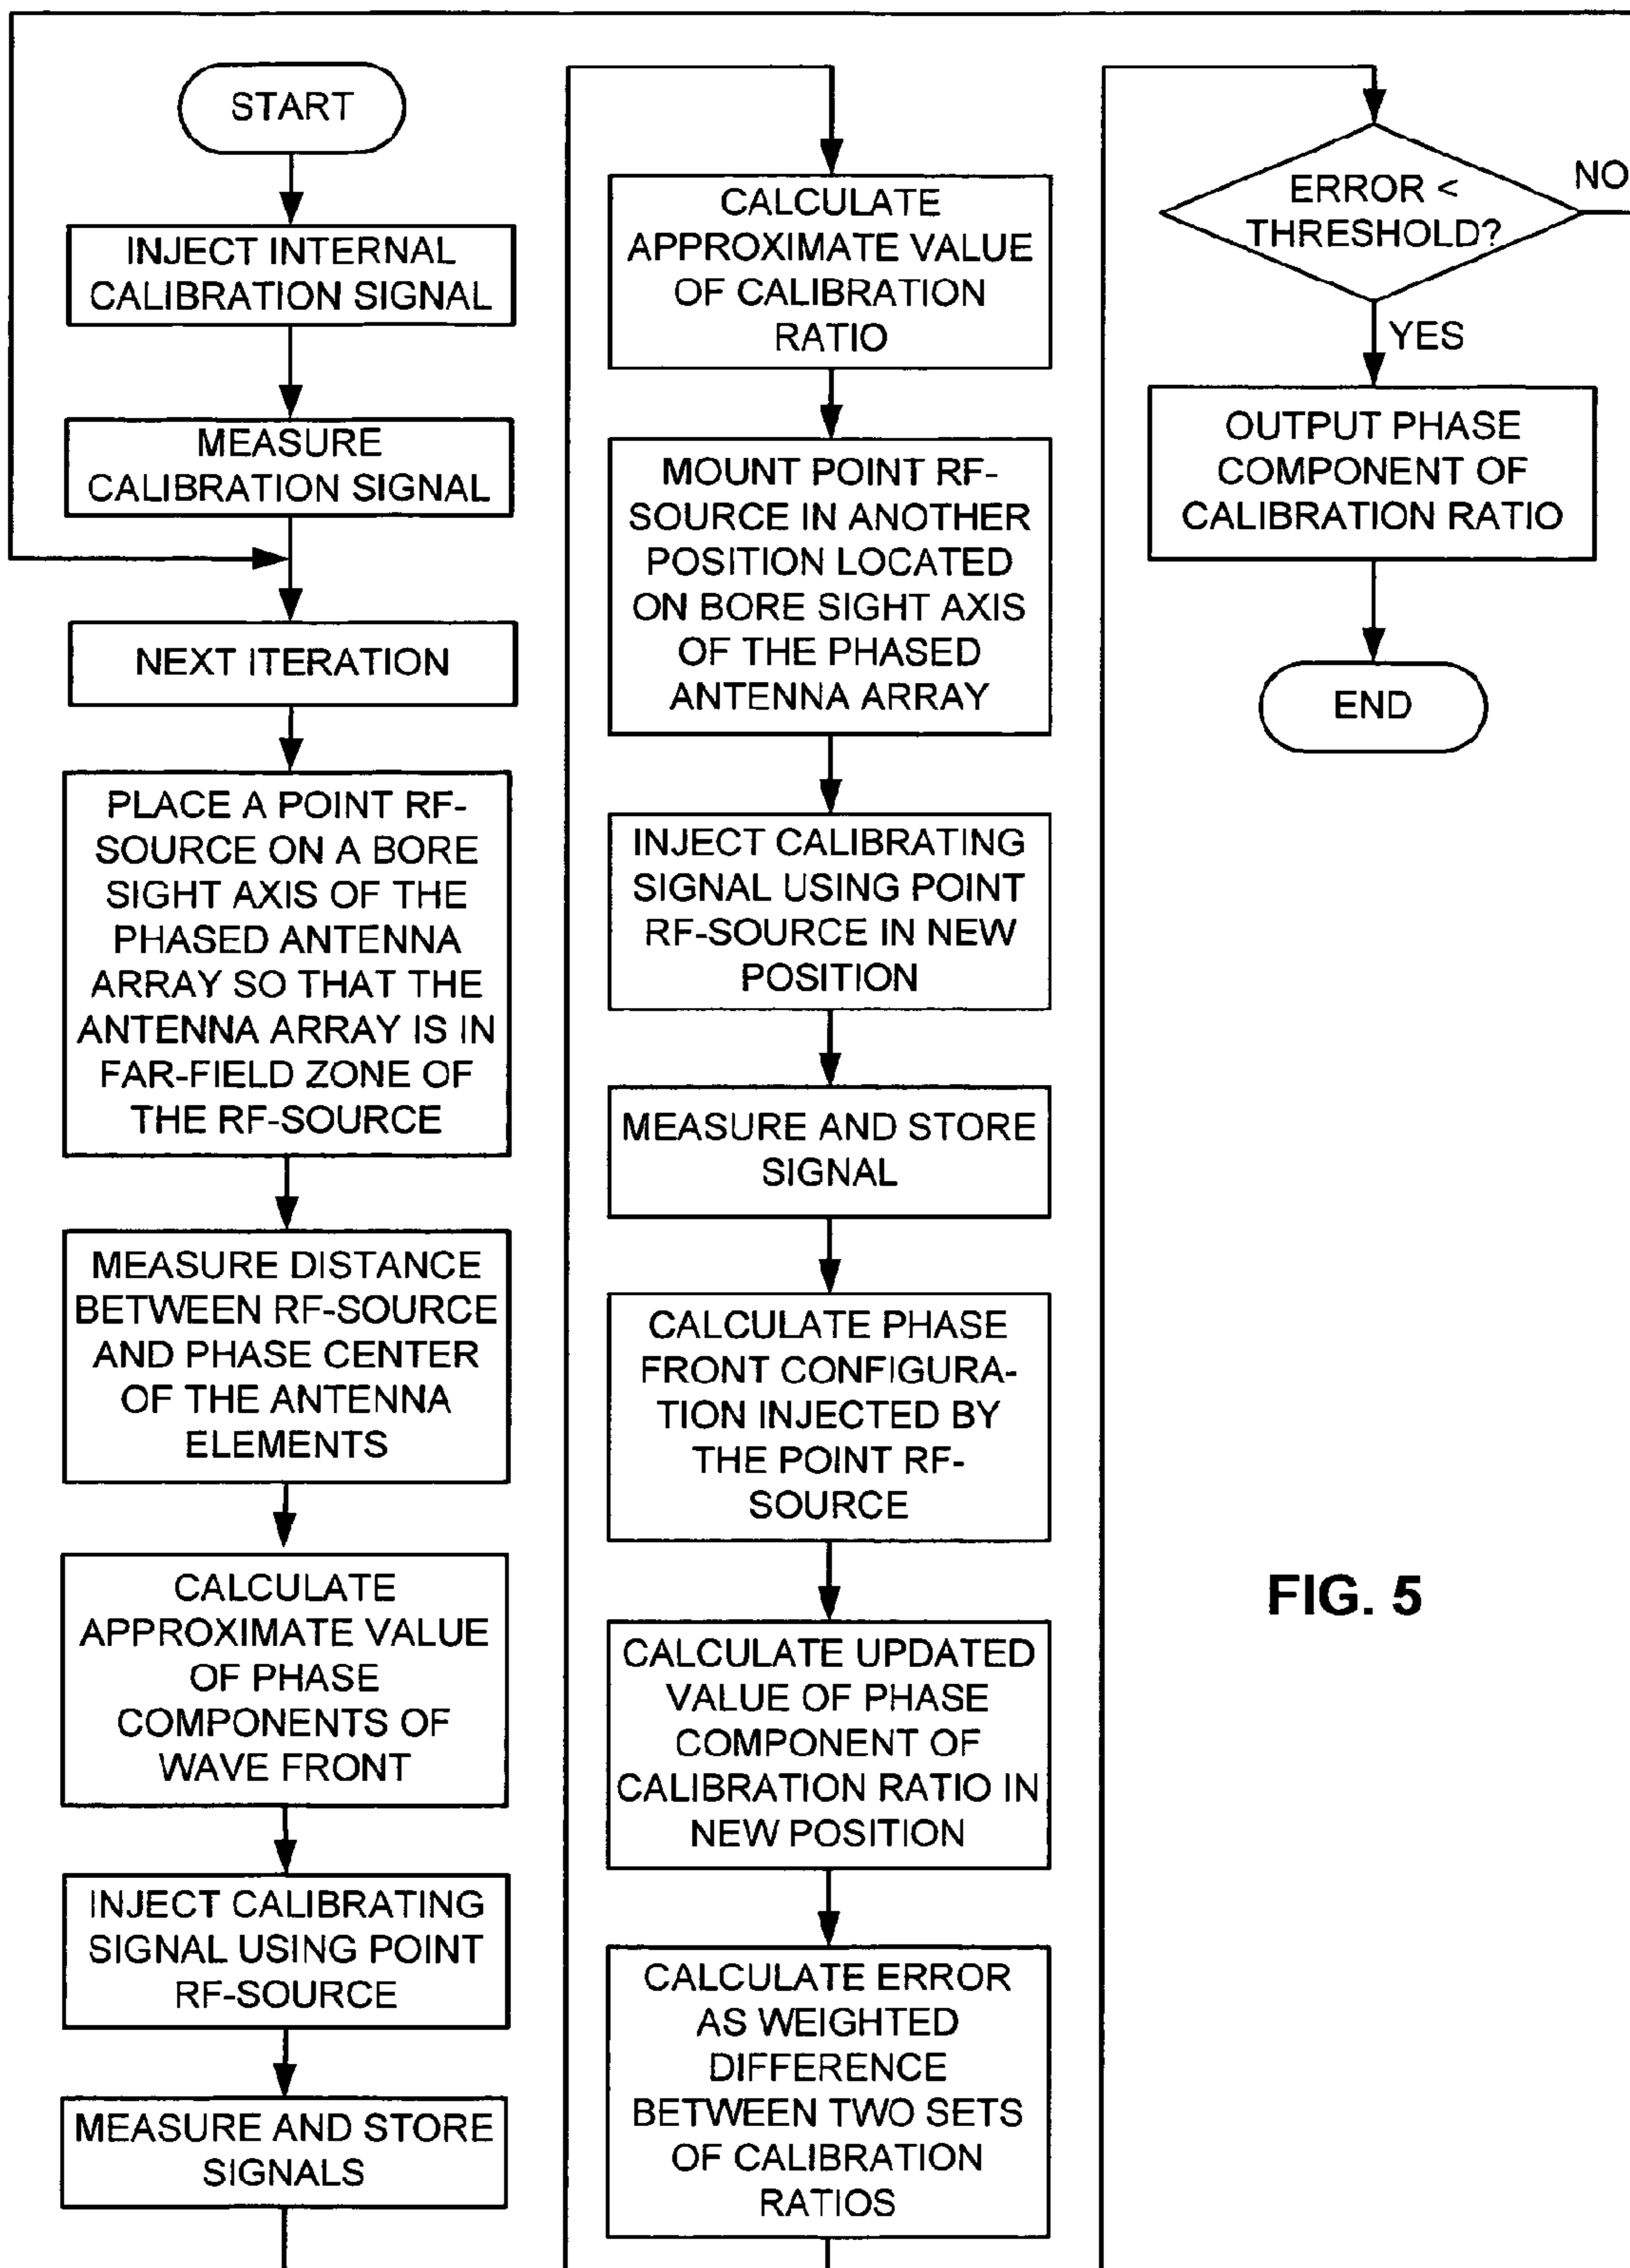 START
INJECT INTERNAL
CALIBRATION SIGNAL
MEASURE
CALIBRATION SIGNAL
NEXT ITERATION
PLACE A POINT RF-
SOURCE ON A BORE
SIGHT AXIS OF THE
PHASED ANTENNA
ARRAY SO THAT THE
ANTENNA ARRAY IS IN
FAR-FIELD ZONE OF
THE RF-SOURCE
MEASURE DISTANCE
BETWEEN RF-SOURCE
AND PHASE CENTER
OF THE ANTENNA
ELEMENTS
CALCULATE
APPROXIMATE VALUE
OF PHASE
COMPONENTS OF
WAVE FRONT
INJECT CALIBRATING
SIGNAL USING POINT
RF-SOURCE
MEASURE AND STORE
SIGNALS
CALCULATE
APPROXIMATE VALUE
OF CALIBRATION
RATIO
MOUNT POINT RF-
SOURCE IN ANOTHER
POSITION LOCATED
ON BORE SIGHT AXIS
OF THE PHASED
ANTENNA ARRAY
INJECT CALIBRATING
SIGNAL USING POINT
RF-SOURCE IN NEW
POSITION
MEASURE AND STORE
SIGNAL
CALCULATE PHASE
FRONT CONFIGURA-
TION INJECTED BY
THE POINT RF-
SOURCE
CALCULATE UPDATED
VALUE OF PHASE
COMPONENT OF
CALIBRATION RATIO IN
NEW POSITION
CALCULATE ERROR
AS WEIGHTED
DIFFERENCE
BETWEEN TWO SETS
OF CALIBRATION
RATIOS
ERROR <
THRESHOLD?
NO
YES
OUTPUT PHASE
COMPONENT OF
CALIBRATION RATIO
END
FIG. 5